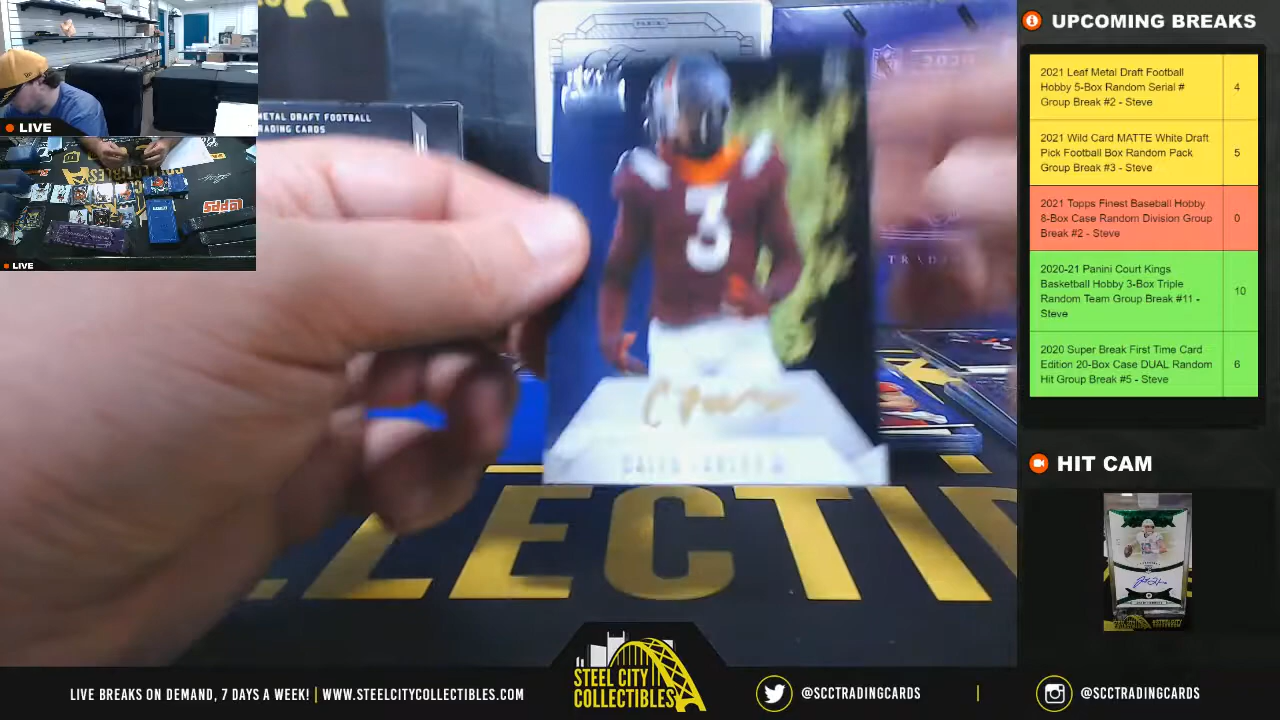 LIVE
LIVE
METAL DRAFT FOOTBALL
TRADING CARDS
3
LLECTI
UPCOMING BREAKS
2021 Leaf Metal Draft Football
Hobby 5-Box Random Serial #
Group Break #2 - Steve
4
2021 Wild Card MATTE White Draft
Pick Football Box Random Pack
Group Break #3 - Steve
5
2021 Topps Finest Baseball Hobby
8-Box Case Random Division Group
Break #2 - Steve
0
2020-21 Panini Court Kings
Basketball Hobby 3-Box Triple
Random Team Group Break #11 -
Steve
10
2020 Super Break First Time Card
Edition 20-Box Case DUAL Random
Hit Group Break #5 - Steve
6
HIT CAM
LIVE BREAKS ON DEMAND, 7 DAYS A WEEK! | WWW.STEELCITYCOLLECTIBLES.COM
STEEL CITY
COLLECTIBLES
@SCCTRADINGCARDS
@SCCTRADINGCARDS